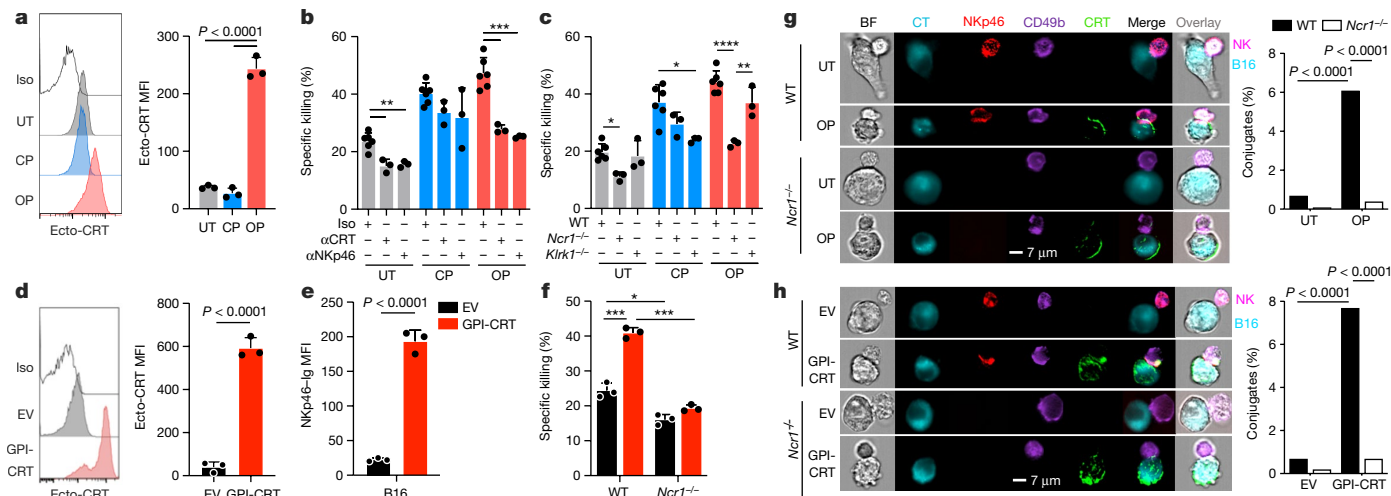 a
P < 0.0001
300
200
100
0
Ecto-CRT MFI
Iso
UT
CP
OP
Ecto-CRT
UT CP OP
b
***
**
60
40
20
0
Specific killing (%)
Iso + – – + – – + – –
αCRT – + – – + – – + –
αNKp46 – – + – – + – – +
UT CP OP
c
****
*
**
*
60
40
20
0
Specific killing (%)
WT + – – + – – + – –
Ncr1–/– – + – – + – – + –
Klrk1–/– – – + – – + – – +
UT CP OP
d
P < 0.0001
800
600
400
200
0
Ecto-CRT MFI
Iso
EV
GPI-
CRT
Ecto-CRT
EV GPI-CRT
e
P < 0.0001
250
200
150
100
50
0
NKp46–Ig MFI
B16
EV
GPI-CRT
f
*
*** ***
50
40
30
20
10
0
Specific killing (%)
WT Ncr1–/–
g
BF CT NKp46 CD49b CRT Merge Overlay
WT
UT
OP
Ncr1–/–
UT
OP
7 μm
NK
B16
WT
Ncr1–/–
P < 0.0001
P < 0.0001
8
6
4
2
0
Conjugates (%)
UT OP
h
WT
EV
GPI-
CRT
Ncr1–/–
EV
GPI-
CRT
7 μm
NK
B16
P < 0.0001
P < 0.0001
8
6
4
2
0
Conjugates (%)
EV GPI-CRT